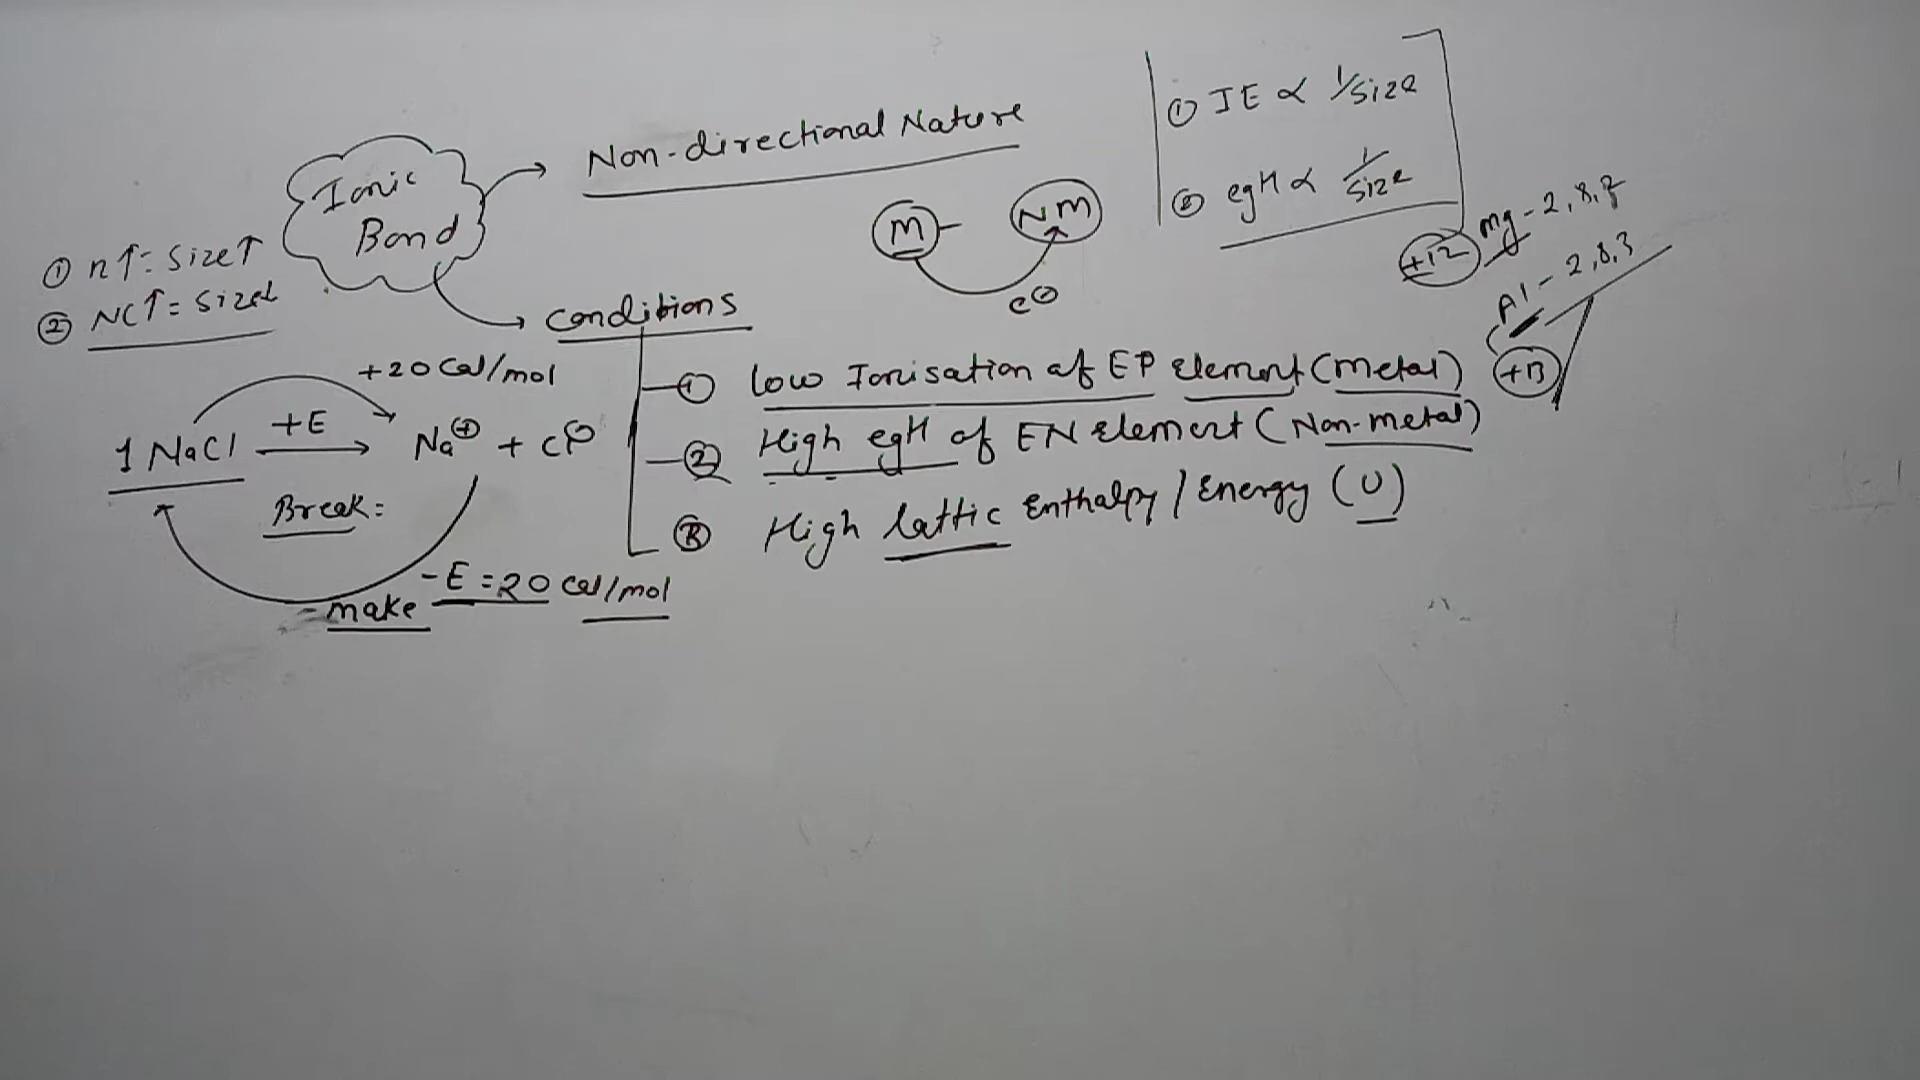 Ionic
Bond
Non-directional Nature
M
NM
e⊖
① IE ∝ 1/size
② egH ∝ 1/size
① n↑ = size↑
② NC↑ = size↓
+12
Mg - 2, 8, 2
Al - 2, 8, 3
+13
conditions
① low Ionisation of EP Element (Metal)
② High egH of EN element (Non-metal)
③ High lattic Enthalpy / Energy (U)
+20 Cal/mol
1 NaCl +E → Na⊕ + Cl⊖
Break:
-E = 20 Cal/mol
make